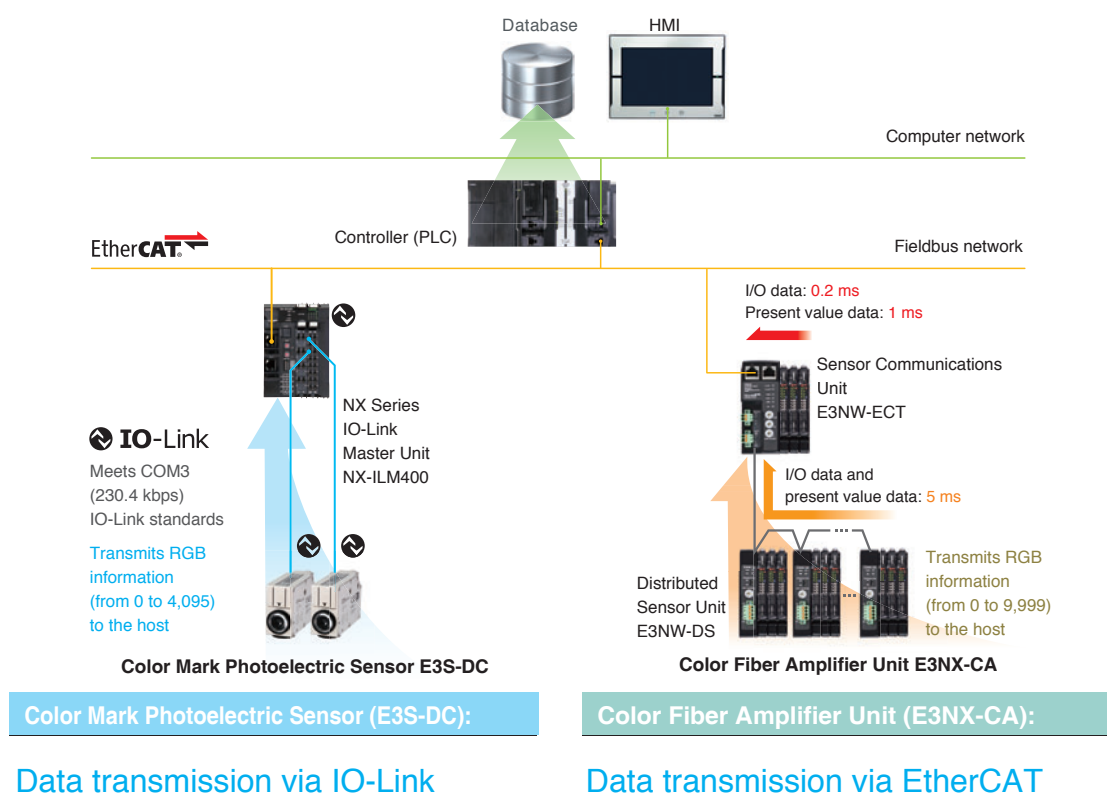 Database
HMI
Computer network
Controller (PLC)
EtherCAT®
Fieldbus network
I/O data: 0.2 ms
Present value data: 1 ms
Sensor Communications
Unit
E3NW-ECT
NX Series
IO-Link
Master Unit
NX-ILM400
IO-Link
Meets COM3
(230.4 kbps)
IO-Link standards
Transmits RGB
information
(from 0 to 4,095)
to the host
I/O data and
present value data: 5 ms
Distributed
Sensor Unit
E3NW-DS
Transmits RGB
information
(from 0 to 9,999)
to the host
Color Mark Photoelectric Sensor E3S-DC
Color Fiber Amplifier Unit E3NX-CA
Color Mark Photoelectric Sensor (E3S-DC):
Color Fiber Amplifier Unit (E3NX-CA):
Data transmission via IO-Link
Data transmission via EtherCAT